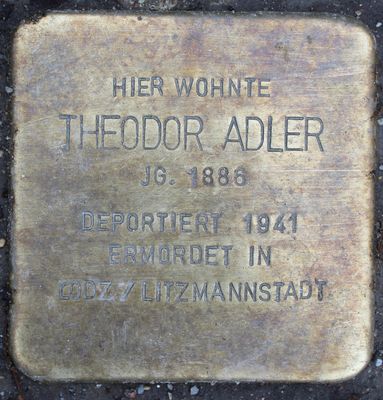 HIER WOHNTE
THEODOR ADLER
JG. 1886
DEPORTIERT 1941
ERMORDET IN
LODZ / LITZMANNSTADT